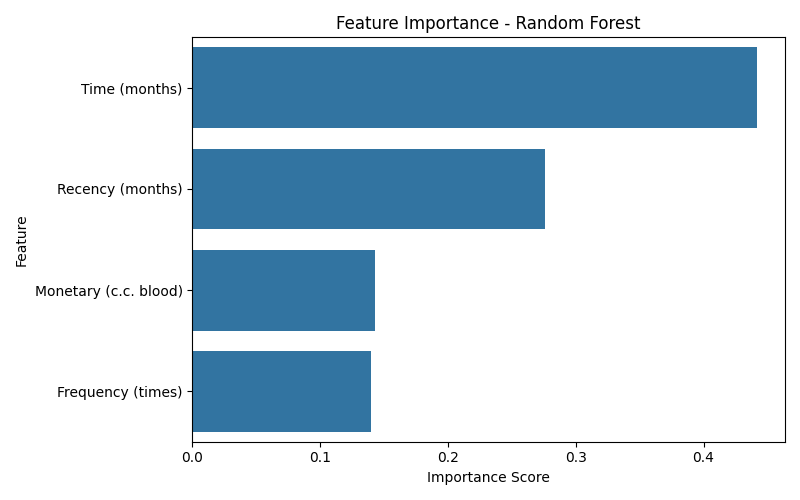 Feature Importance - Random Forest
Feature
Time (months)
Recency (months)
Monetary (c.c. blood)
Frequency (times)
0.0 0.1 0.2 0.3 0.4
Importance Score